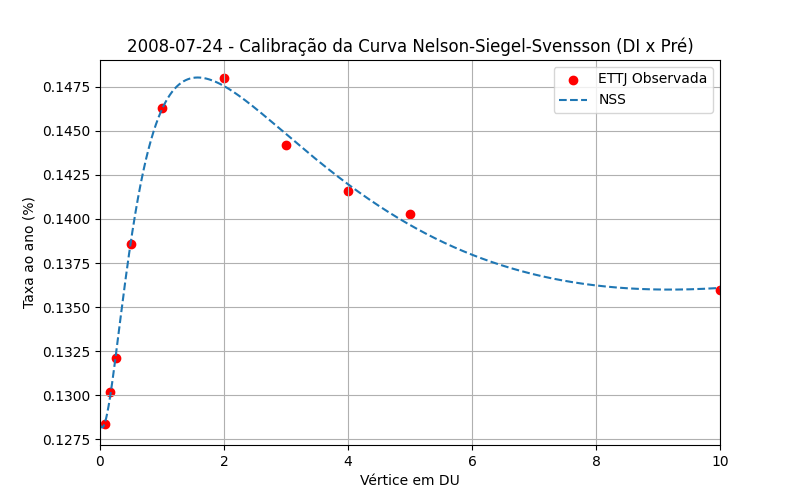 2008-07-24 - Calibração da Curva Nelson-Siegel-Svensson (DI x Pré)
ETTJ Observada
NSS
Taxa ao ano (%)
0.1475
0.1450
0.1425
0.1400
0.1375
0.1350
0.1325
0.1300
0.1275
0 2 4 6 8 10
Vértice em DU